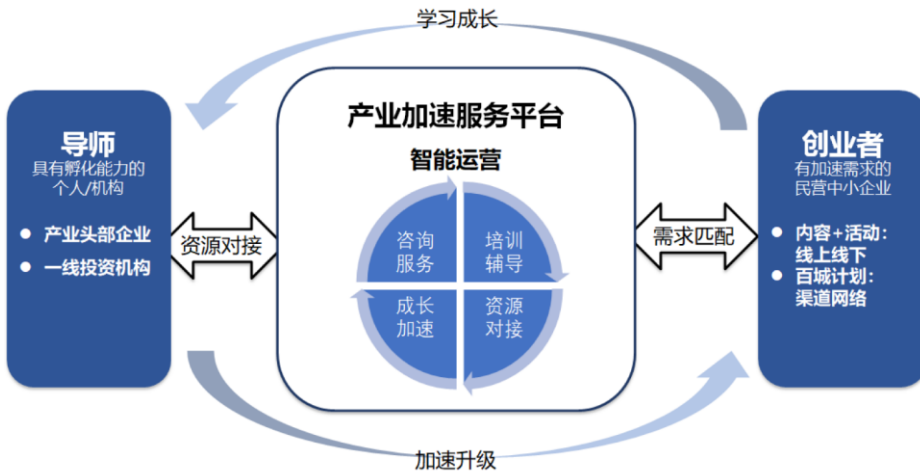 学习成长
导师
具有孵化能力的
个人/机构
● 产业头部企业
● 一线投资机构
资源对接
产业加速服务平台
智能运营
咨询
服务
培训
辅导
成长
加速
资源
对接
需求匹配
创业者
有加速需求的
民营中小企业
● 内容+活动：
线上线下
● 百城计划：
渠道网络
加速升级